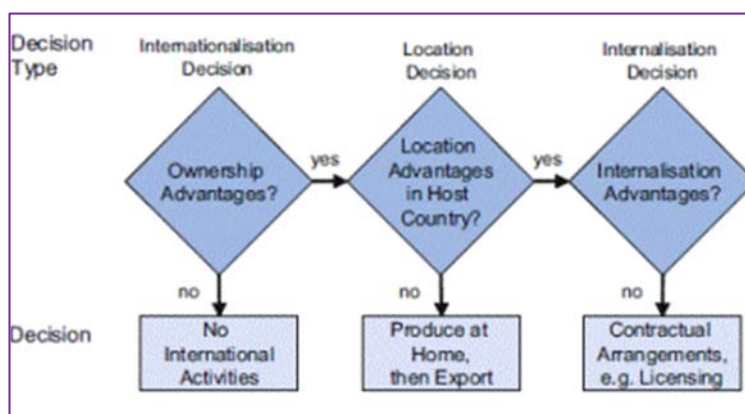 Decision
Type
Internationalisation
Decision
Location
Decision
Internalisation
Decision
Ownership
Advantages?
yes
Location
Advantages
in Host
Country?
yes
Internalisation
Advantages?
no
no
no
Decision
No
International
Activities
Produce at
Home,
then Export
Contractual
Arrangements,
e.g. Licensing